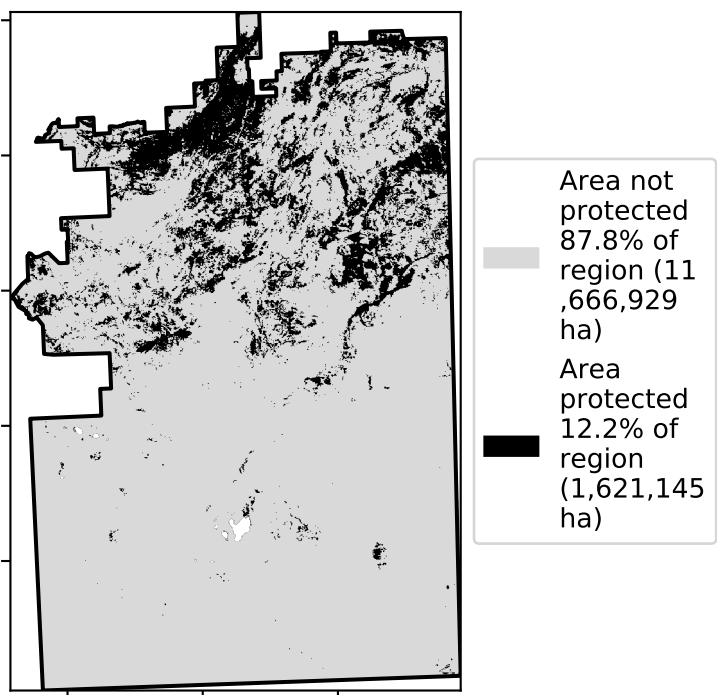 Area not
protected
87.8% of
region (11
,666,929
ha)
Area
protected
12.2% of
region
(1,621,145
ha)